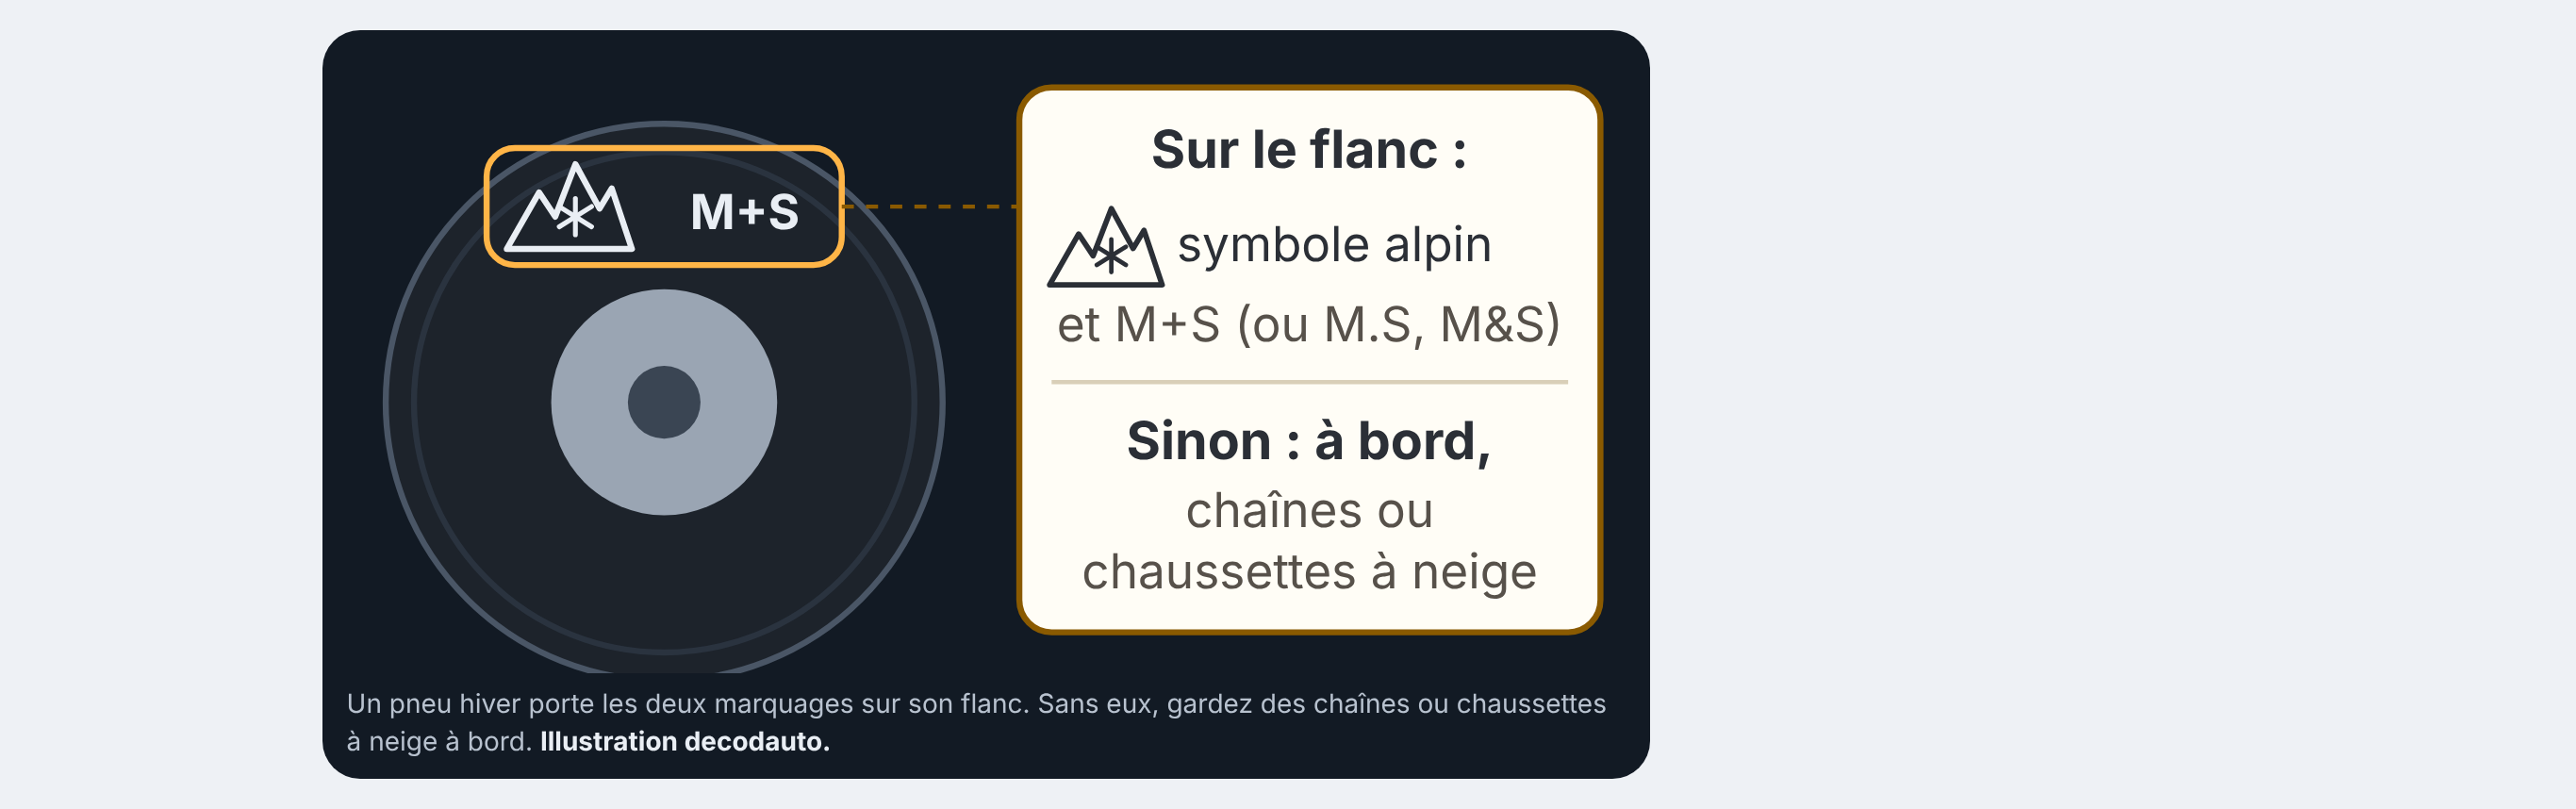 M+S
Sur le flanc :
symbole alpin
et M+S (ou M.S, M&S)
Sinon : à bord,
chaînes ou
chaussettes à neige
Un pneu hiver porte les deux marquages sur son flanc. Sans eux, gardez des chaînes ou chaussettes
à neige à bord. Illustration decodauto.